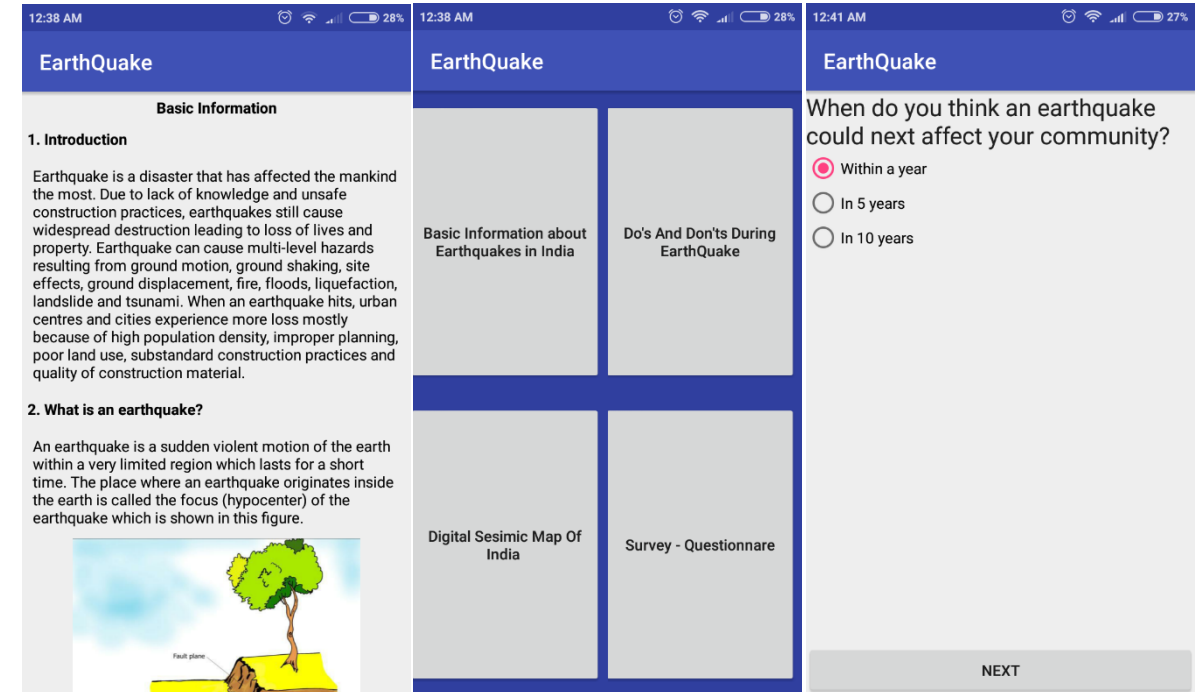 12:38 AM
28%
EarthQuake
Basic Information
1. Introduction
Earthquake is a disaster that has affected the mankind
the most. Due to lack of knowledge and unsafe
construction practices, earthquakes still cause
widespread destruction leading to loss of lives and
property. Earthquake can cause multi-level hazards
resulting from ground motion, ground shaking, site
effects, ground displacement, fire, floods, liquefaction,
landslide and tsunami. When an earthquake hits, urban
centres and cities experience more loss mostly
because of high population density, improper planning,
poor land use, substandard construction practices and
quality of construction material.
2. What is an earthquake?
An earthquake is a sudden violent motion of the earth
within a very limited region which lasts for a short
time. The place where an earthquake originates inside
the earth is called the focus (hypocenter) of the
earthquake which is shown in this figure.
Fault plane
12:38 AM
28%
EarthQuake
Basic Information about
Earthquakes in India
Do's And Don'ts During
EarthQuake
Digital Sesimic Map Of
India
Survey - Questionnare
12:41 AM
27%
EarthQuake
When do you think an earthquake
could next affect your community?
Within a year
In 5 years
In 10 years
NEXT